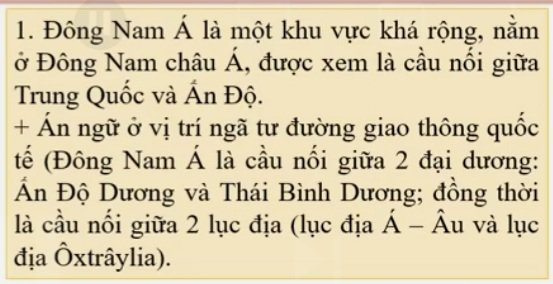 1. Đông Nam Á là một khu vực khá rộng, nằm
ở Đông Nam châu Á, được xem là cầu nối giữa
Trung Quốc và Ấn Độ.
+ Án ngữ ở vị trí ngã tư đường giao thông quốc
tế (Đông Nam Á là cầu nối giữa 2 đại dương:
Ấn Độ Dương và Thái Bình Dương; đồng thời
là cầu nối giữa 2 lục địa (lục địa Á – Âu và lục
địa Ôxtrâylia).